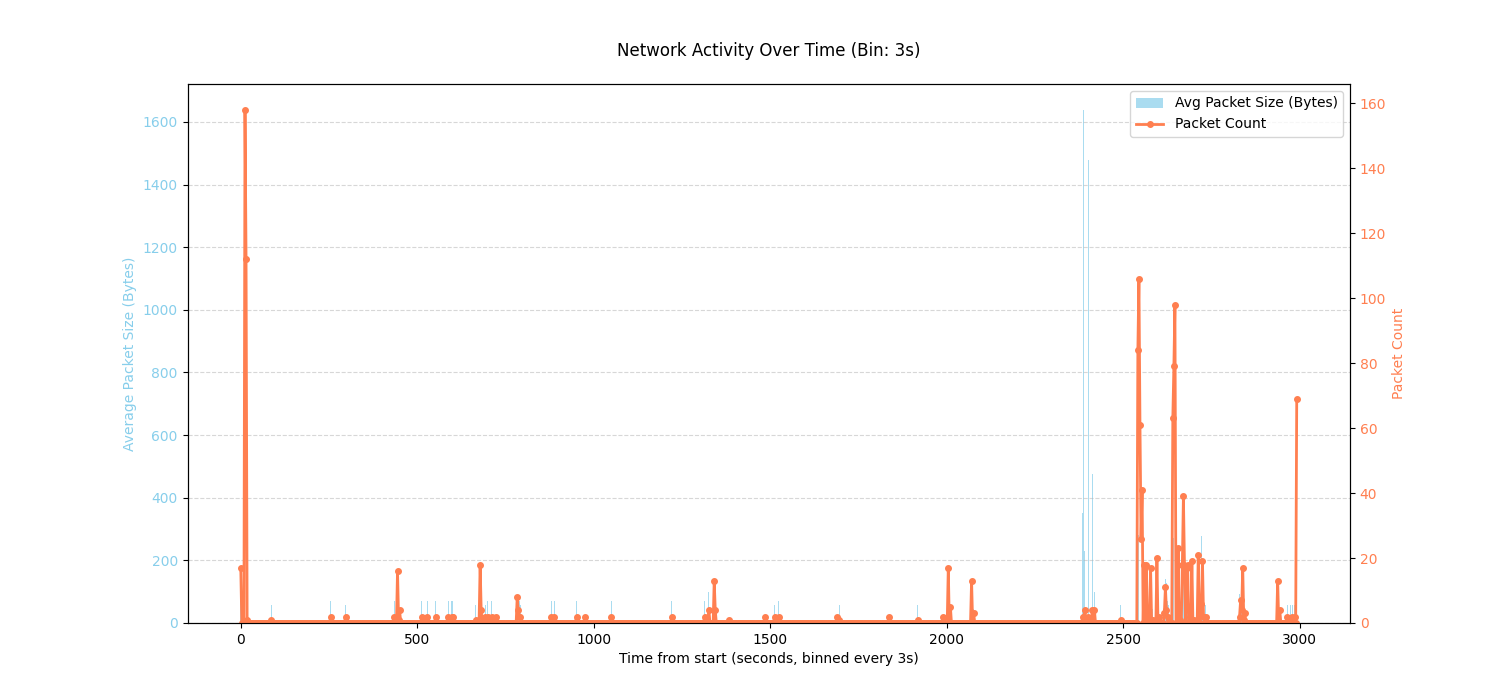 Network Activity Over Time (Bin: 3s)
Avg Packet Size (Bytes)
Packet Count
Average Packet Size (Bytes)
1600
1400
1200
1000
800
600
400
200
0
160
140
120
100
80
60
40
20
0
Packet Count
0 500 1000 1500 2000 2500 3000
Time from start (seconds, binned every 3s)